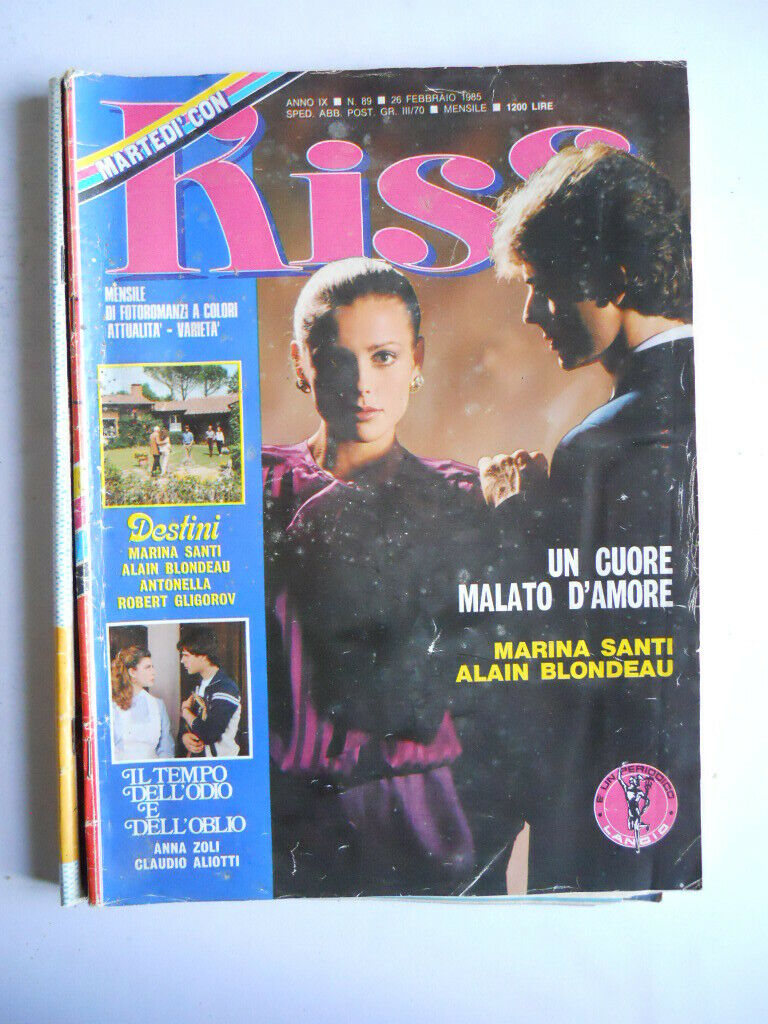 MARTEDI' CON
ANNO IX ■ N. 89 ■ 26 FEBBRAIO 1985
SPED. ABB. POST. GR. III/70 ■ MENSILE ■ 1200 LIRE
Kiss
MENSILE
DI FOTOROMANZI A COLORI
ATTUALITA' - VARIETA'
Destini
MARINA SANTI
ALAIN BLONDEAU
ANTONELLA
ROBERT GLIGOROV
UN CUORE
MALATO D'AMORE
MARINA SANTI
ALAIN BLONDEAU
IL TEMPO
DELL'ODIO
E
DELL'OBLIO
ANNA ZOLI
CLAUDIO ALIOTTI
E UN PERIODICO
LANCIO